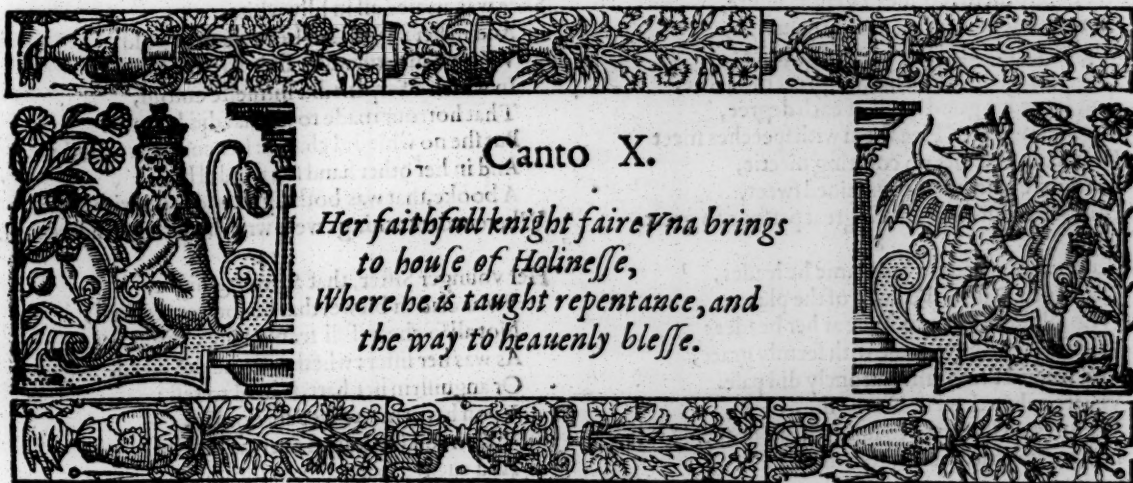 Canto X.
Her faithfull knight faire Vna brings
to houſe of Holineſſe,
Where he is taught repentance, and
the way to heauenly bleſſe.